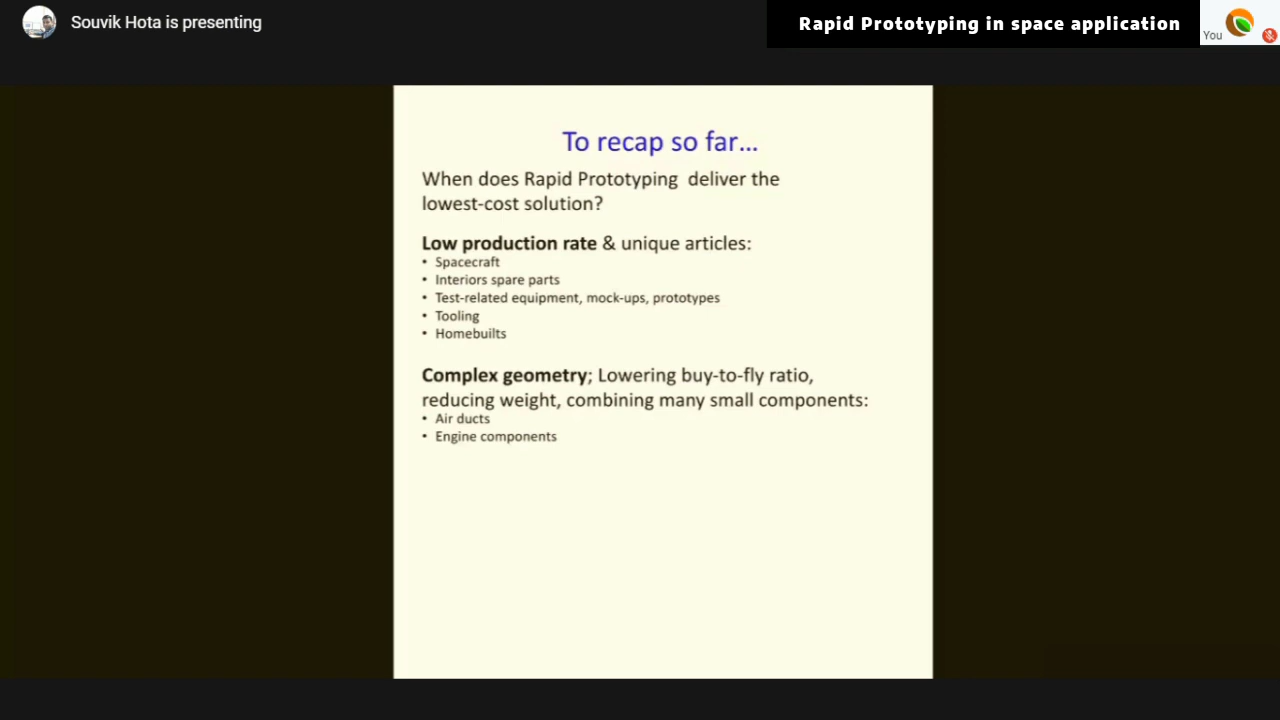 Souvik Hota is presenting
Rapid Prototyping in space application
You
To recap so far...
When does Rapid Prototyping deliver the
lowest-cost solution?
Low production rate & unique articles:
• Spacecraft
• Interiors spare parts
• Test-related equipment, mock-ups, prototypes
• Tooling
• Homebuilts
Complex geometry; Lowering buy-to-fly ratio,
reducing weight, combining many small components:
• Air ducts
• Engine components